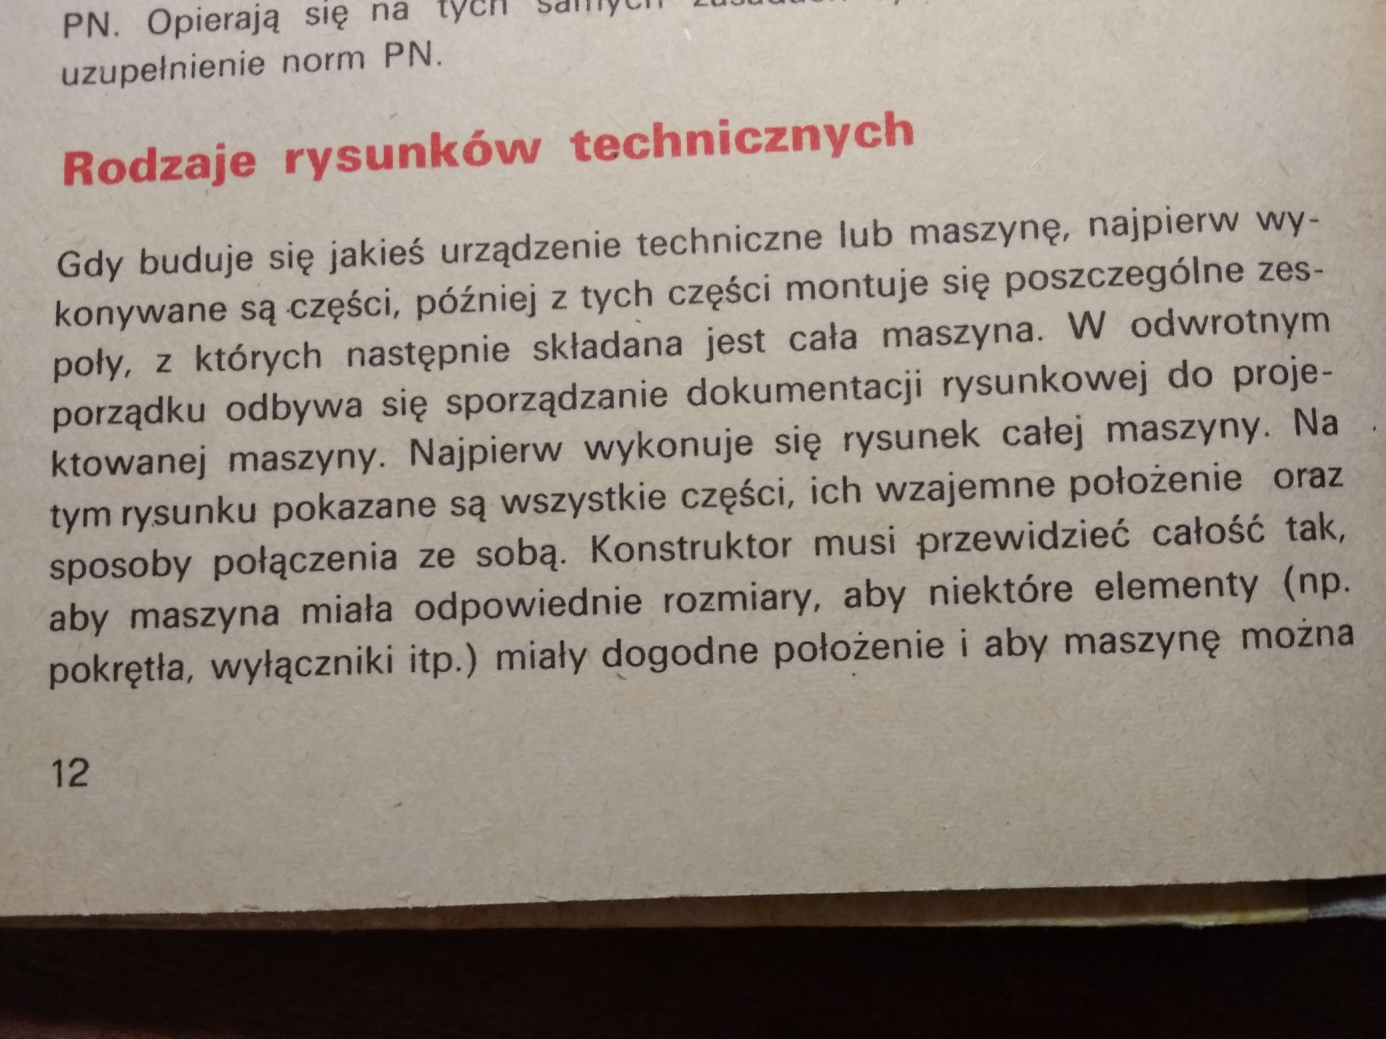 PN. Opierają się na tych samych
uzupełnienie norm PN.
Rodzaje rysunków technicznych
Gdy buduje się jakieś urządzenie techniczne lub maszynę, najpierw wy-
konywane są części, później z tych części montuje się poszczególne zes-
poły, z których następnie składana jest cała maszyna. W odwrotnym
porządku odbywa się sporządzanie dokumentacji rysunkowej do proje-
ktowanej maszyny. Najpierw wykonuje się rysunek całej maszyny. Na
tym rysunku pokazane są wszystkie części, ich wzajemne położenie oraz
sposoby połączenia ze sobą. Konstruktor musi przewidzieć całość tak,
aby maszyna miała odpowiednie rozmiary, aby niektóre elementy (np.
pokrętła, wyłączniki itp.) miały dogodne położenie i aby maszynę można
12